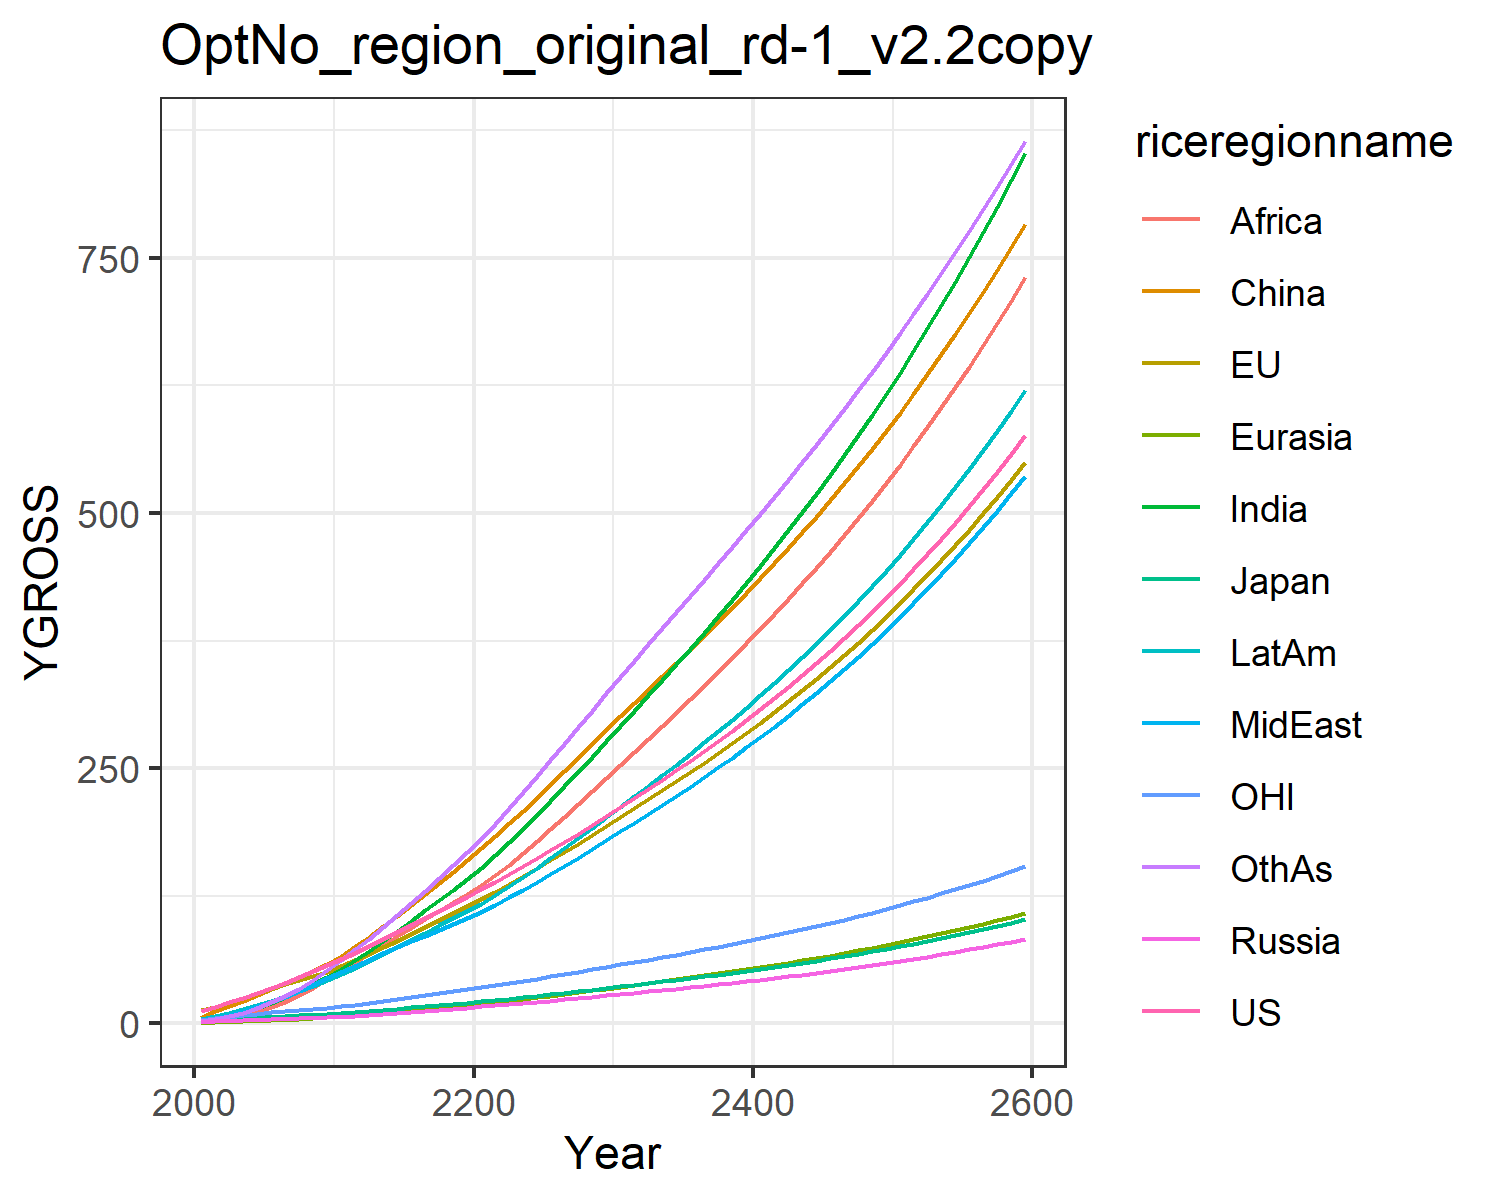 OptNo_region_original_rd-1_v2.2copy
YGROSS
750
500
250
0
2000
2200
2400
2600
Year
riceregionname
Africa
China
EU
Eurasia
India
Japan
LatAm
MidEast
OHI
OthAs
Russia
US